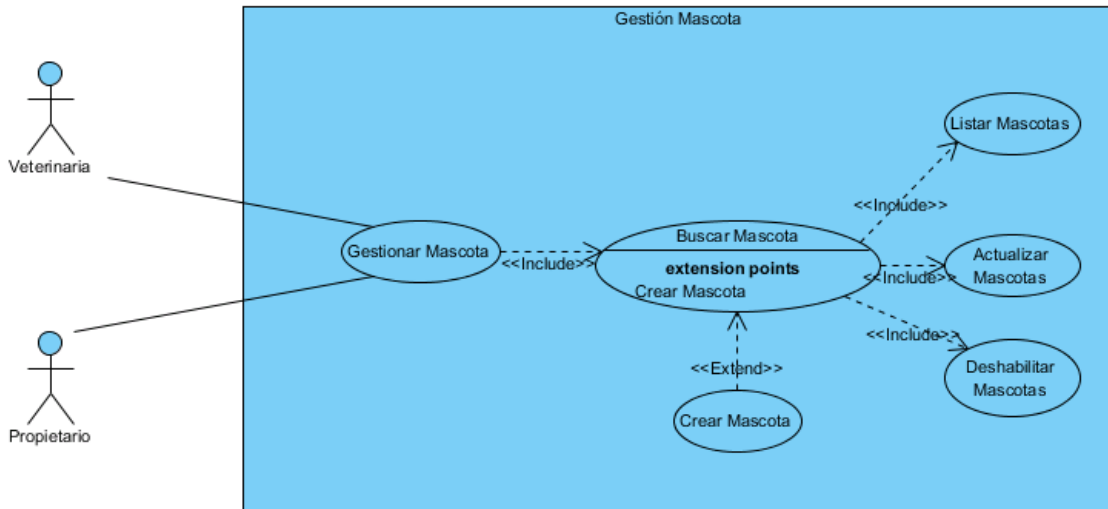 Gestión Mascota
Veterinaria
Propietario
Gestionar Mascota
<<Include>>
Buscar Mascota
extension points
Crear Mascota
<<Extend>>
Crear Mascota
<<Include>>
Listar Mascotas
<<Include>>
Actualizar
Mascotas
<<Include>>
Deshabilitar
Mascotas